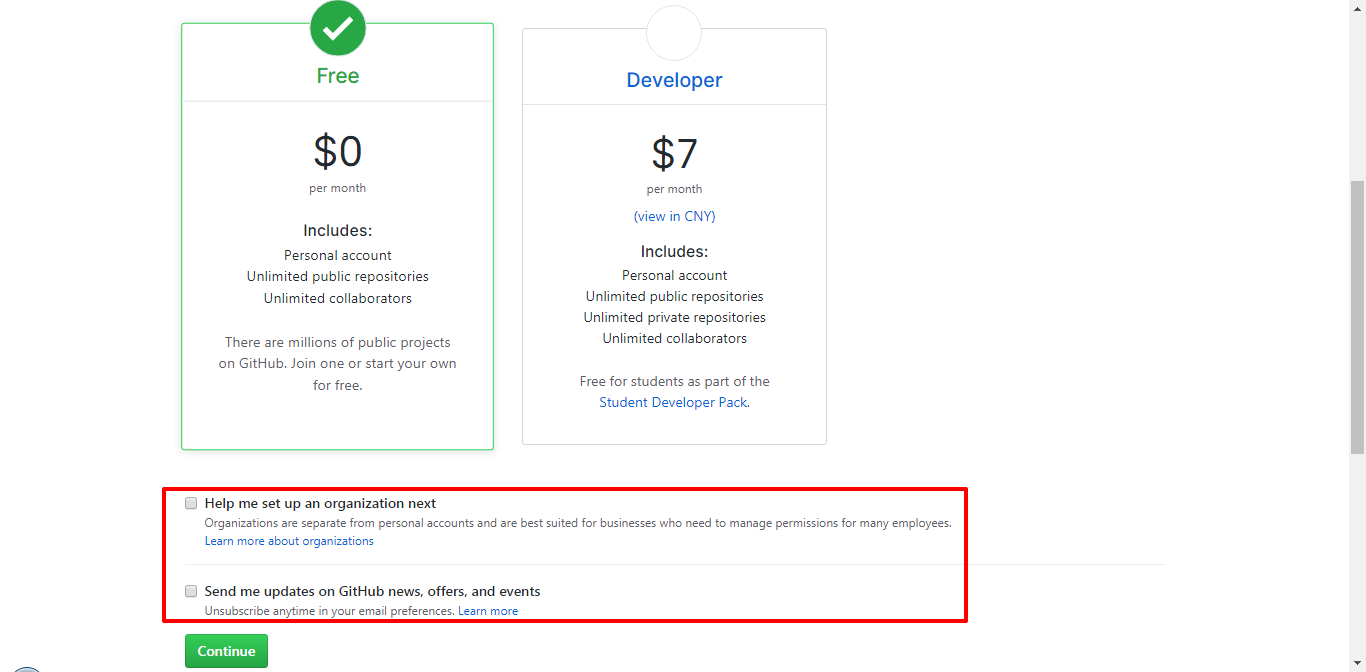 Free
$0
per month
Includes:
Personal account
Unlimited public repositories
Unlimited collaborators
There are millions of public projects
on GitHub. Join one or start your own
for free.
Developer
$7
per month
(view in CNY)
Includes:
Personal account
Unlimited public repositories
Unlimited private repositories
Unlimited collaborators
Free for students as part of the
Student Developer Pack.
Help me set up an organization next
Organizations are separate from personal accounts and are best suited for businesses who need to manage permissions for many employees.
Learn more about organizations
Send me updates on GitHub news, offers, and events
Unsubscribe anytime in your email preferences. Learn more
Continue